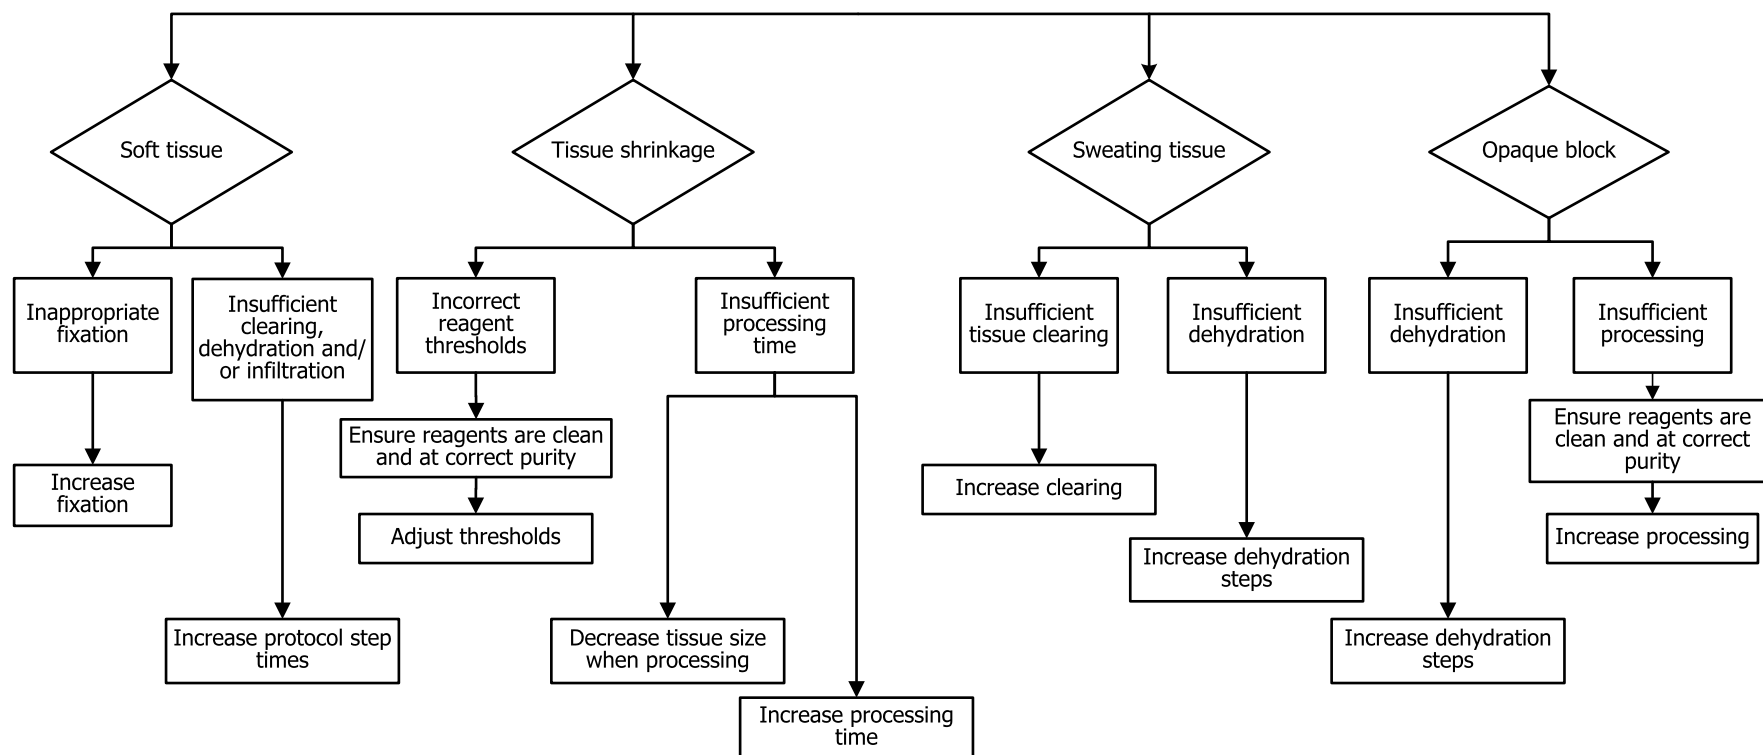 Soft tissue
Tissue shrinkage
Sweating tissue
Opaque block
Inappropriate
fixation
Insufficient
clearing,
dehydration and/
or infiltration
Incorrect
reagent
thresholds
Insufficient
processing
time
Insufficient
tissue clearing
Insufficient
dehydration
Insufficient
dehydration
Insufficient
processing
Ensure reagents are clean
and at correct purity
Ensure reagents are
clean and at correct
purity
Increase
fixation
Increase clearing
Adjust thresholds
Increase processing
Increase dehydration
steps
Increase protocol step
times
Decrease tissue size
when processing
Increase dehydration
steps
Increase processing
time